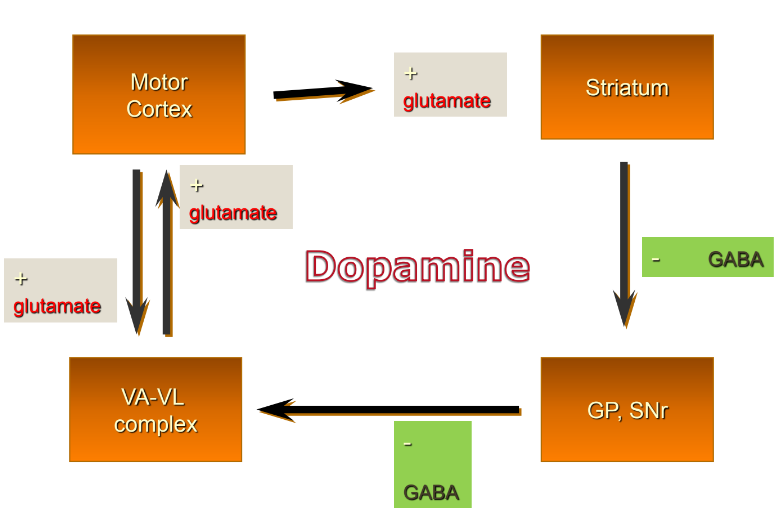 Motor
Cortex
+
glutamate
Striatum
+
glutamate
Dopamine
- GABA
+
glutamate
VA-VL
complex
GP, SNr
-
GABA